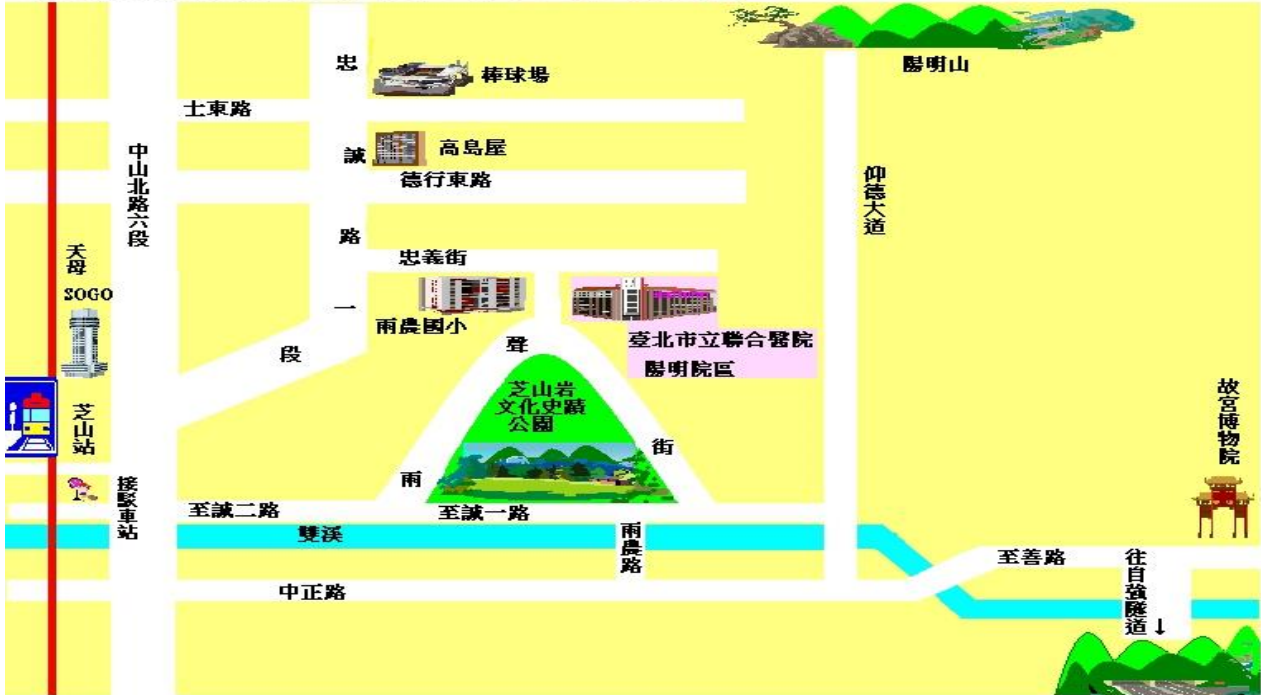 陽明山
棒球場
士東路
忠誠路一段
高島屋
德行東路
中山北路六段
仰德大道
天母
SOGO
忠義街
雨農國小
臺北市立聯合醫院
陽明院區
雨聲街
芝山岩
文化史蹟
公園
芝山站
故宮博物院
接駁車站
至誠二路
至誠一路
雙溪
雨農路
至善路
中正路
往自強隧道↓